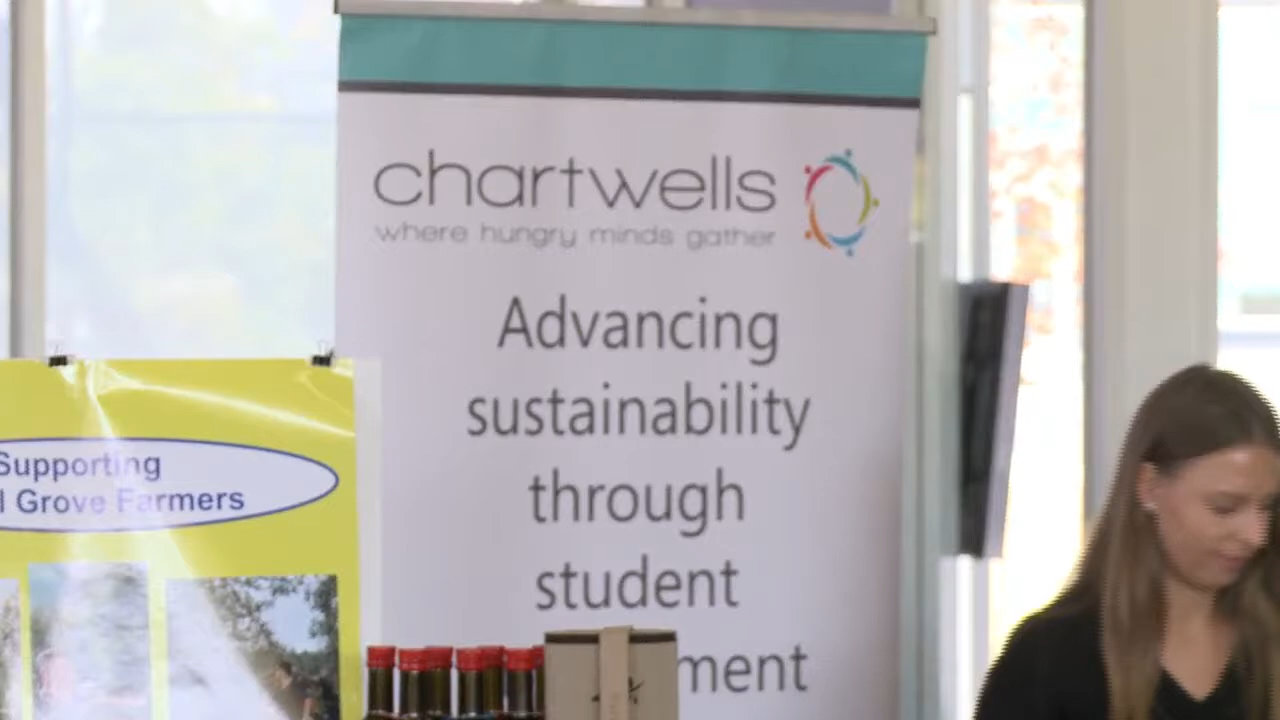 chartwells
where hungry minds gather
Advancing
sustainability
through
student
ment
Supporting
l Grove Farmers